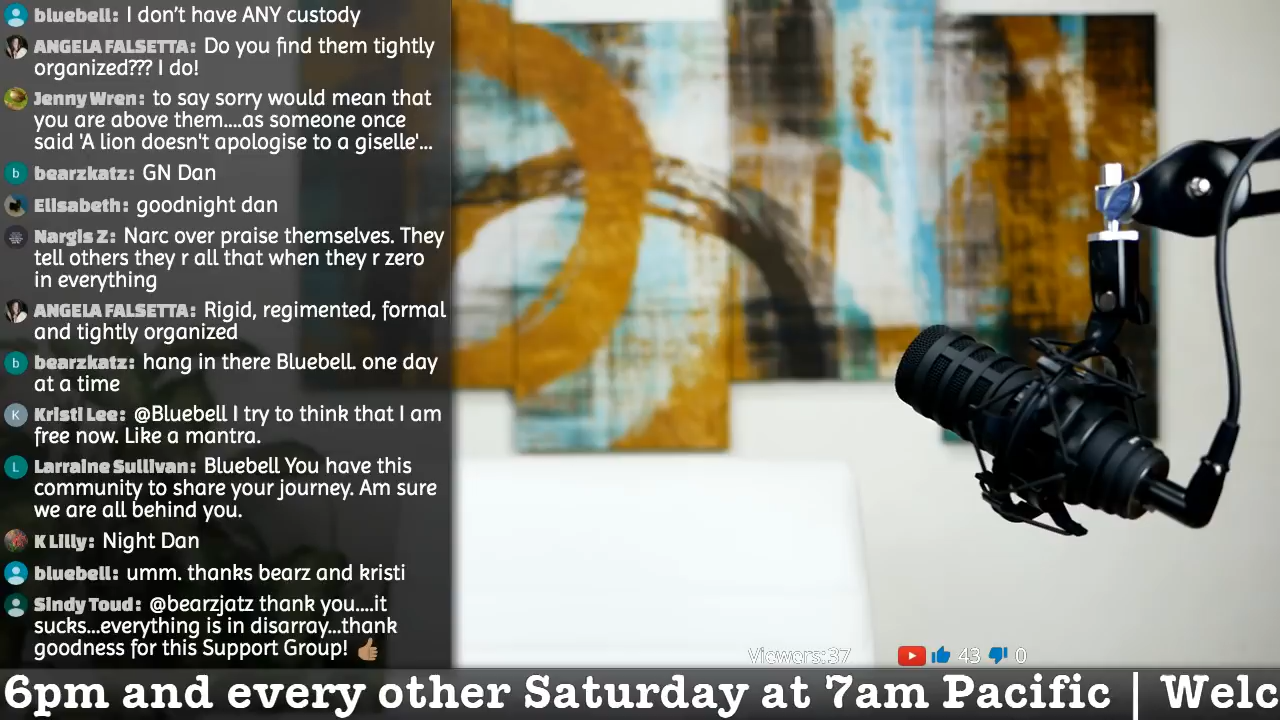 bluebell: I don't have ANY custody
ANGELA FALSETTA: Do you find them tightly
organized??? I do!
Jenny Wren: to say sorry would mean that
you are above them....as someone once
said 'A lion doesn't apologise to a giselle'...
b bearzkatz: GN Dan
Elisabeth: goodnight dan
Nargis Z: Narc over praise themselves. They
tell others they r all that when they r zero
in everything
ANGELA FALSETTA: Rigid, regimented, formal
and tightly organized
b bearzkatz: hang in there Bluebell. one day
at a time
K Kristi Lee: @Bluebell I try to think that I am
free now. Like a mantra.
L Larraine Sullivan: Bluebell You have this
community to share your journey. Am sure
we are all behind you.
K Lilly: Night Dan
bluebell: umm. thanks bearz and kristi
Sindy Toud: @bearzjatz thank you....it
sucks...everything is in disarray...thank
goodness for this Support Group! 👍🏽
Viewers:37 43 0
6pm and every other Saturday at 7am Pacific | Welc